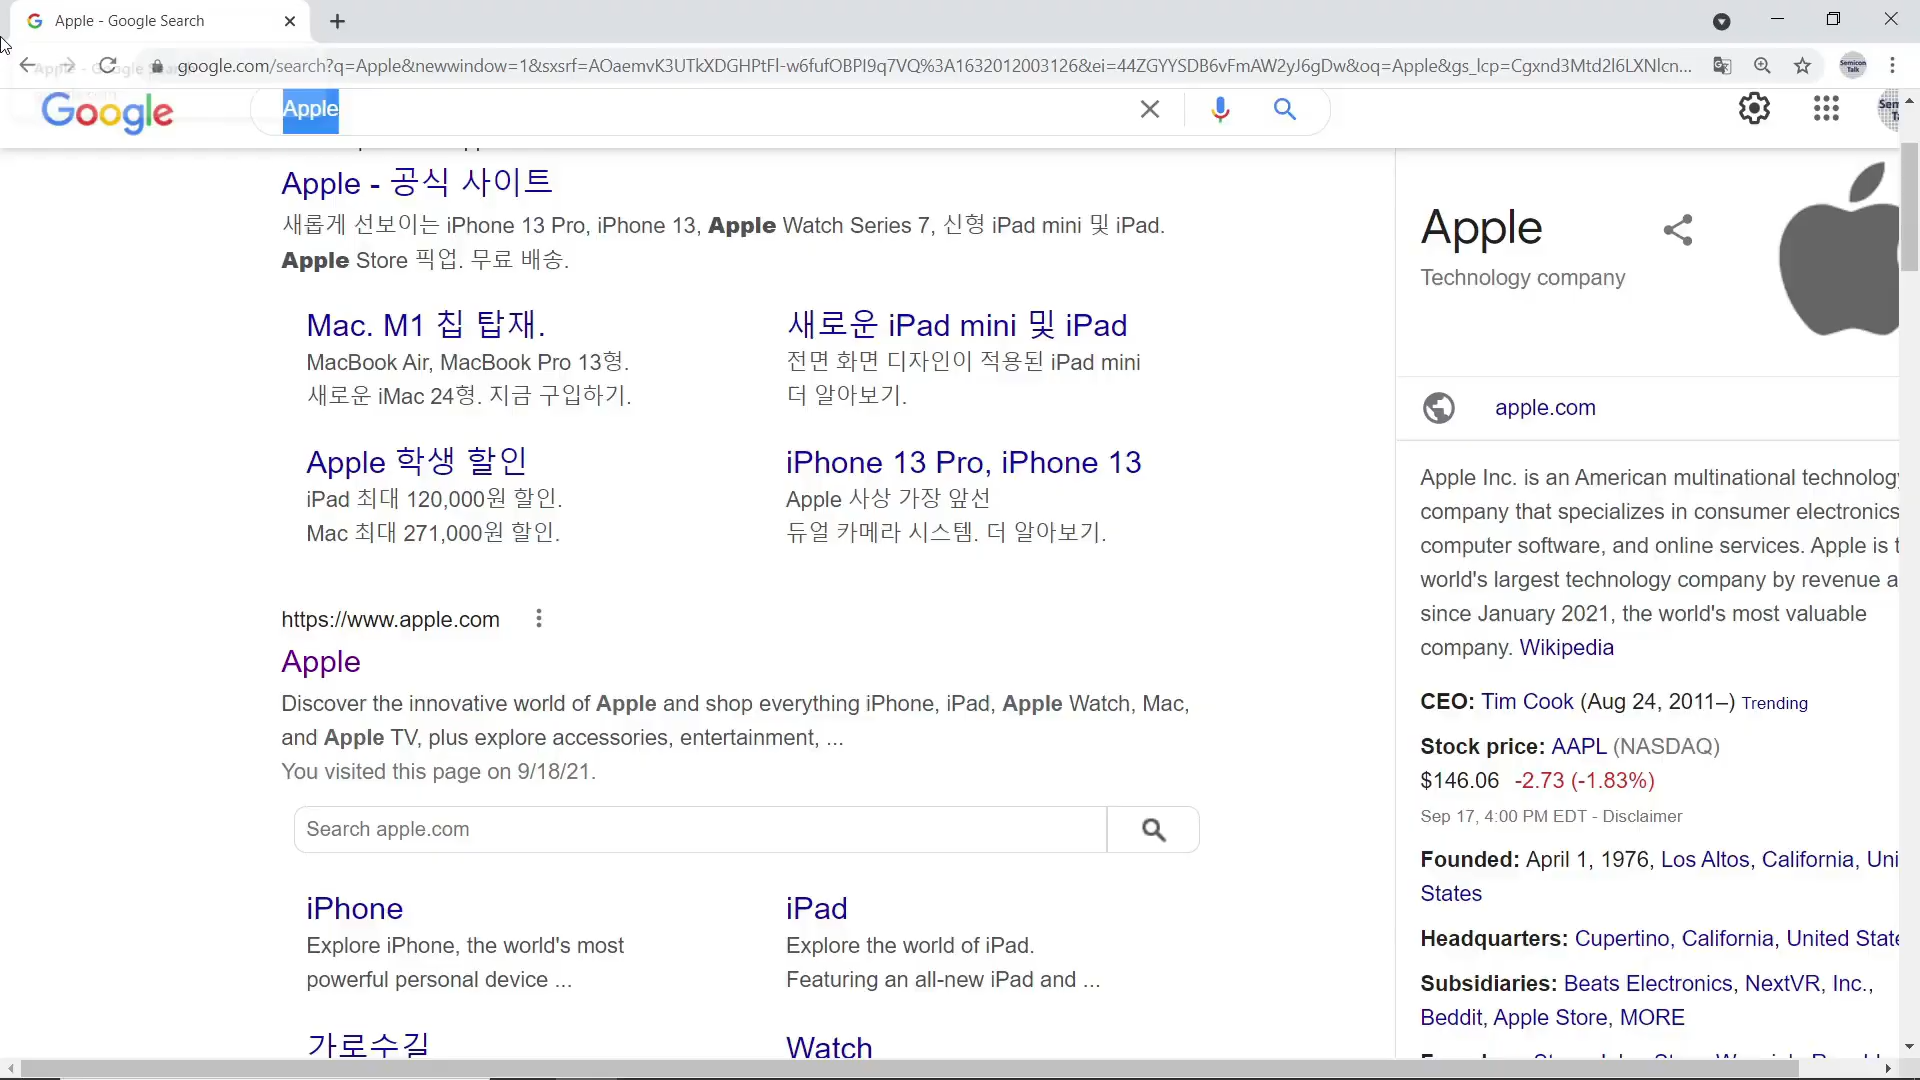 Apple - Google Search
google.com/search?q=Apple&newwindow=1&sxsrf=AOaemvK3UTkXDGHPtFl-w6fufOBPI9q7VQ%3A1632012003126&ei=44ZGYYSDB6vFmAW2yJ6gDw&oq=Apple&gs_lcp=Cgxnd3Mtd2l6LXNlcn...
Semicon
Talk
Google
Apple
Apple - 공식 사이트
새롭게 선보이는 iPhone 13 Pro, iPhone 13, Apple Watch Series 7, 신형 iPad mini 및 iPad.
Apple Store 픽업. 무료 배송.
Mac. M1 칩 탑재.
MacBook Air, MacBook Pro 13형.
새로운 iMac 24형. 지금 구입하기.
새로운 iPad mini 및 iPad
전면 화면 디자인이 적용된 iPad mini
더 알아보기.
Apple 학생 할인
iPad 최대 120,000원 할인.
Mac 최대 271,000원 할인.
iPhone 13 Pro, iPhone 13
Apple 사상 가장 앞선
듀얼 카메라 시스템. 더 알아보기.
https://www.apple.com
Apple
Discover the innovative world of Apple and shop everything iPhone, iPad, Apple Watch, Mac,
and Apple TV, plus explore accessories, entertainment, ...
You visited this page on 9/18/21.
Search apple.com
iPhone
Explore iPhone, the world's most
powerful personal device ...
iPad
Explore the world of iPad.
Featuring an all-new iPad and ...
가로수길
Watch
Apple
Technology company
apple.com
Apple Inc. is an American multinational technology
company that specializes in consumer electronics
computer software, and online services. Apple is t
world's largest technology company by revenue a
since January 2021, the world's most valuable
company. Wikipedia
CEO: Tim Cook (Aug 24, 2011–) Trending
Stock price: AAPL (NASDAQ)
$146.06 -2.73 (-1.83%)
Sep 17, 4:00 PM EDT - Disclaimer
Founded: April 1, 1976, Los Altos, California, Uni
States
Headquarters: Cupertino, California, United State
Subsidiaries: Beats Electronics, NextVR, Inc.,
Beddit, Apple Store, MORE